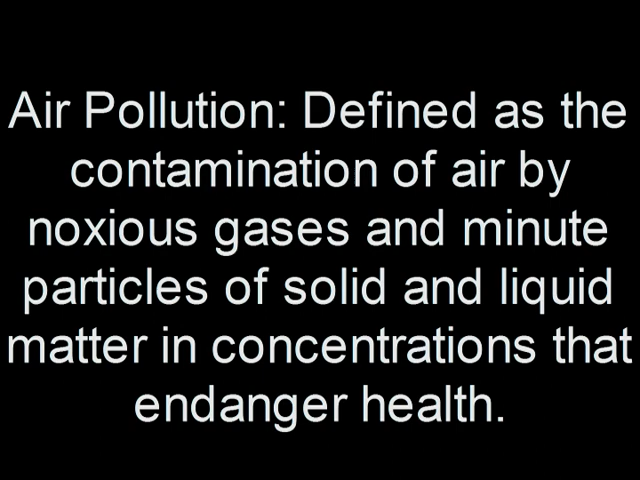 Air Pollution: Defined as the
contamination of air by
noxious gases and minute
particles of solid and liquid
matter in concentrations that
endanger health.